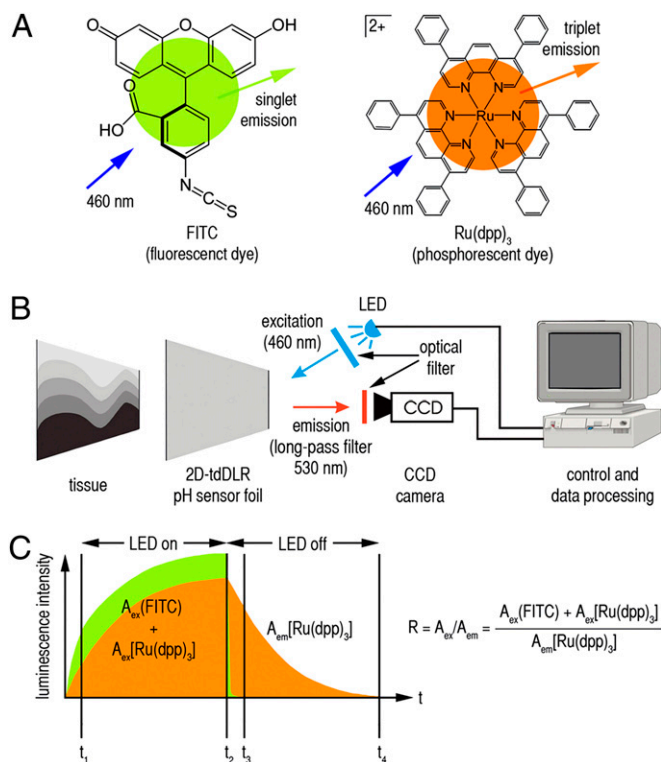 A
O
O
OH
HO
O
N
C
S
singlet
emission
460 nm
FITC
(fluorescenct dye)
2+
triplet
emission
N
N
N
Ru
N
N
N
460 nm
Ru(dpp)3
(phosphorescent dye)
B
LED
excitation
(460 nm)
optical
filter
CCD
emission
(long-pass filter
530 nm)
tissue
2D-tdDLR
pH sensor foil
CCD
camera
control and
data processing
C
LED on
LED off
luminescence intensity
Aex(FITC)
+
Aex[Ru(dpp)3]
Aem[Ru(dpp)3]
t
t1
t2
t3
t4
R = Aex/Aem =
Aex(FITC) + Aex[Ru(dpp)3]
Aem[Ru(dpp)3]